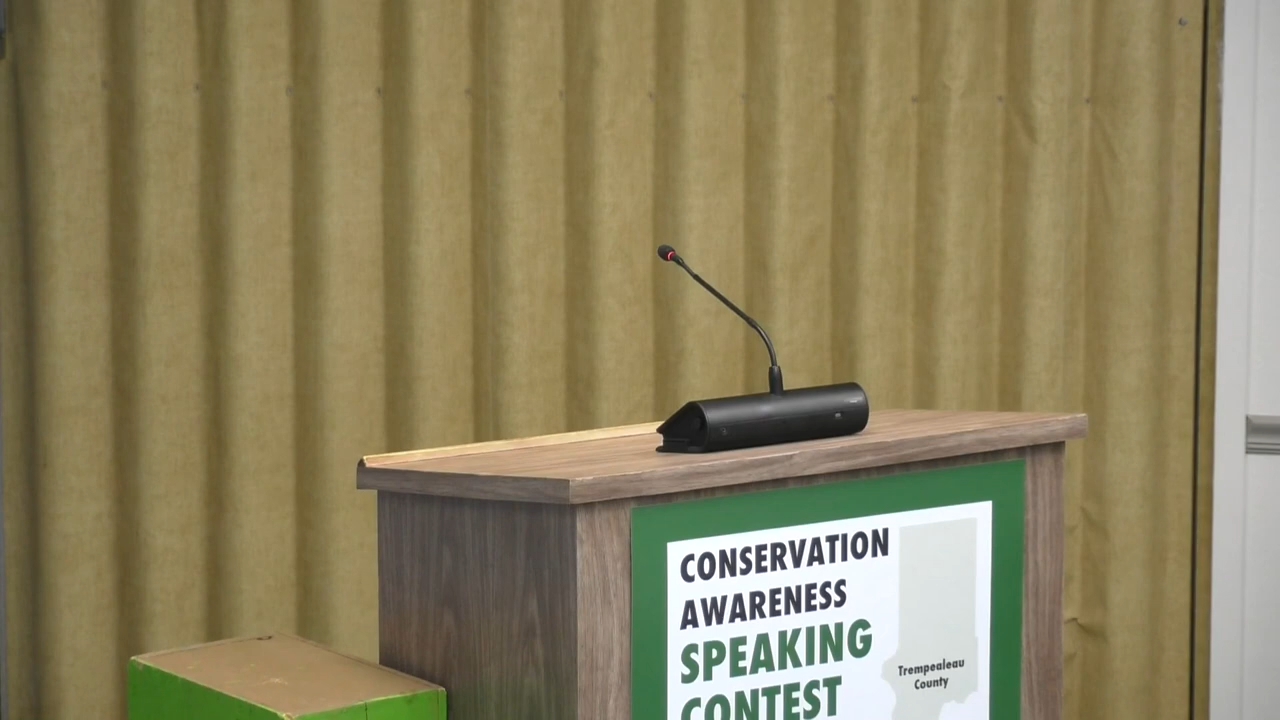 CONSERVATION
AWARENESS
SPEAKING
CONTEST
Trempealeau
County